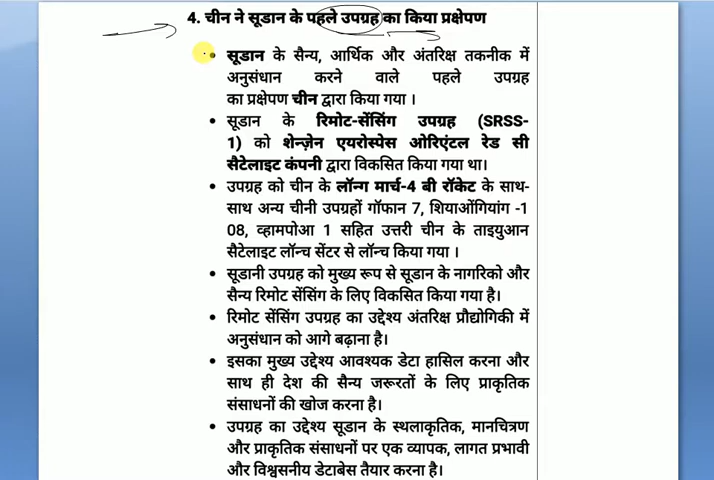 4. चीन ने सूडान के पहले उपग्रह का किया प्रक्षेपण
• सूडान के सैन्य, आर्थिक और अंतरिक्ष तकनीक में
अनुसंधान करने वाले पहले उपग्रह
का प्रक्षेपण चीन द्वारा किया गया ।
• सूडान के रिमोट-सेंसिंग उपग्रह (SRSS-
1) को शेन्ज़ेन एयरोस्पेस ओरिएंटल रेड सी
सैटेलाइट कंपनी द्वारा विकसित किया गया था।
• उपग्रह को चीन के लॉन्ग मार्च-4 बी रॉकेट के साथ-
साथ अन्य चीनी उपग्रहों गॉफान 7, शियाओंगियांग -1
08, व्हामपोआ 1 सहित उत्तरी चीन के ताइयुआन
सैटेलाइट लॉन्च सेंटर से लॉन्च किया गया ।
• सूडानी उपग्रह को मुख्य रूप से सूडान के नागरिको और
सैन्य रिमोट सेंसिंग के लिए विकसित किया गया है।
• रिमोट सेंसिंग उपग्रह का उद्देश्य अंतरिक्ष प्रौद्योगिकी में
अनुसंधान को आगे बढ़ाना है।
• इसका मुख्य उद्देश्य आवश्यक डेटा हासिल करना और
साथ ही देश की सैन्य जरूरतों के लिए प्राकृतिक
संसाधनों की खोज करना है।
• उपग्रह का उद्देश्य सूडान के स्थलाकृतिक, मानचित्रण
और प्राकृतिक संसाधनों पर एक व्यापक, लागत प्रभावी
और विश्वसनीय डेटाबेस तैयार करना है।